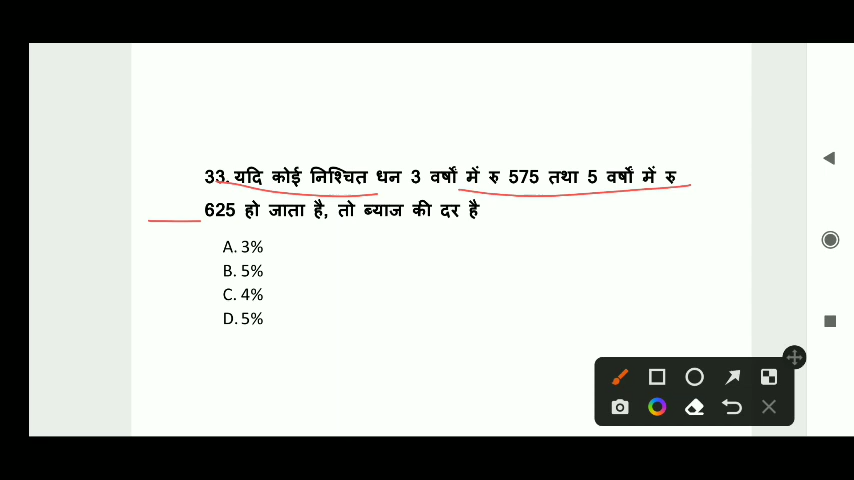 33. यदि कोई निश्चित धन 3 वर्षों में रु 575 तथा 5 वर्षों में रु
625 हो जाता है, तो ब्याज की दर है
A. 3%
B. 5%
C. 4%
D. 5%